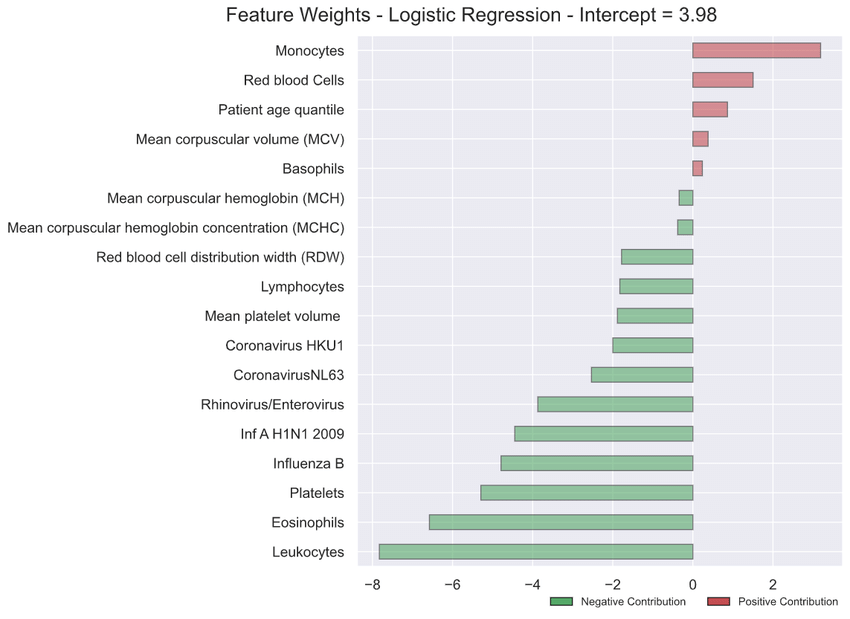 Feature Weights - Logistic Regression - Intercept = 3.98
Monocytes
Red blood Cells
Patient age quantile
Mean corpuscular volume (MCV)
Basophils
Mean corpuscular hemoglobin (MCH)
Mean corpuscular hemoglobin concentration (MCHC)
Red blood cell distribution width (RDW)
Lymphocytes
Mean platelet volume
Coronavirus HKU1
CoronavirusNL63
Rhinovirus/Enterovirus
Inf A H1N1 2009
Influenza B
Platelets
Eosinophils
Leukocytes
−8 −6 −4 −2 0 2
Negative Contribution Positive Contribution